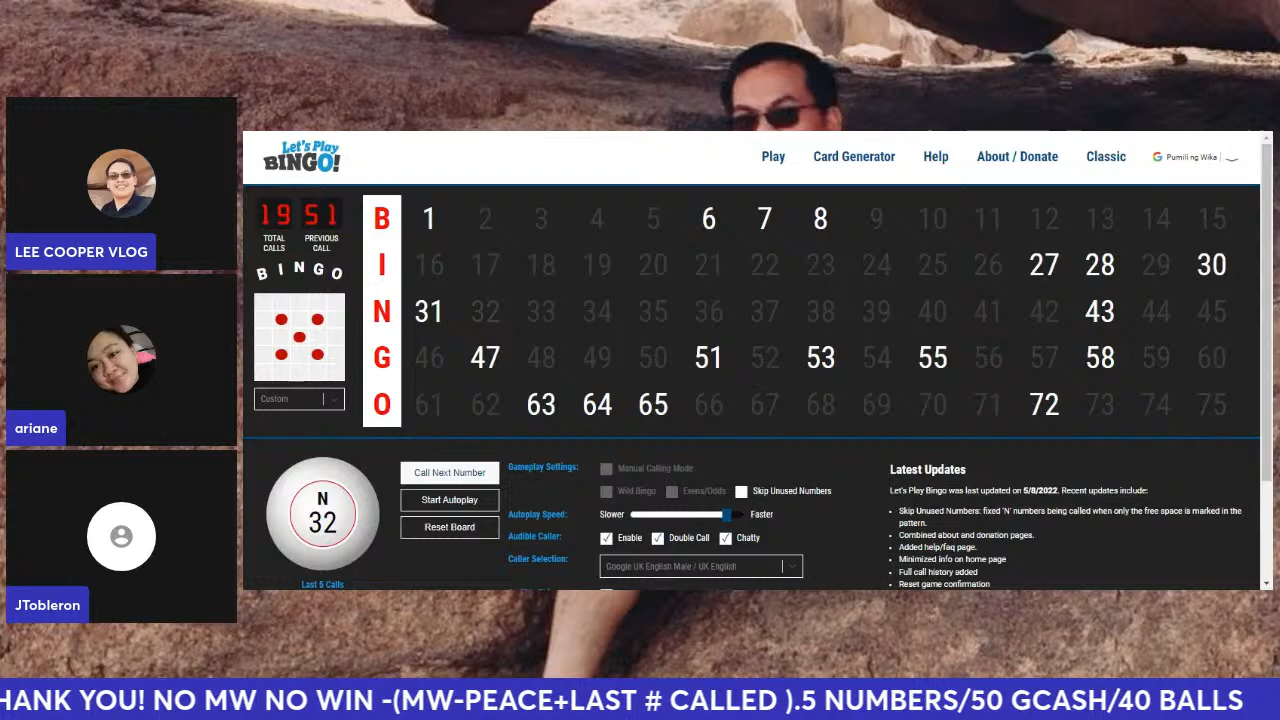 Let's Play
BINGO!
Play Card Generator Help About / Donate Classic G Pumili ng Wika
19 51
TOTAL CALLS PREVIOUS CALL
B I N G O
Custom
B 1 2 3 4 5 6 7 8 9 10 11 12 13 14 15
I 16 17 18 19 20 21 22 23 24 25 26 27 28 29 30
N 31 32 33 34 35 36 37 38 39 40 41 42 43 44 45
G 46 47 48 49 50 51 52 53 54 55 56 57 58 59 60
O 61 62 63 64 65 66 67 68 69 70 71 72 73 74 75
LEE COOPER VLOG
ariane
JTobleron
N
32
Last 5 Calls
Call Next Number
Start Autoplay
Reset Board
Gameplay Settings: Manual Calling Mode
Wild Bingo Evens/Odds Skip Unused Numbers
Autoplay Speed: Slower Faster
Audible Caller: Enable Double Call Chatty
Caller Selection:
Google UK English Male / UK English
Latest Updates
Let's Play Bingo was last updated on 5/8/2022. Recent updates include:
Skip Unused Numbers: fixed 'N' numbers being called when only the free space is marked in the
pattern.
Combined about and donation pages.
Added help/faq page.
Minimized info on home page
Full call history added
Reset game confirmation
HANK YOU! NO MW NO WIN -(MW-PEACE+LAST # CALLED ).5 NUMBERS/50 GCASH/40 BALLS